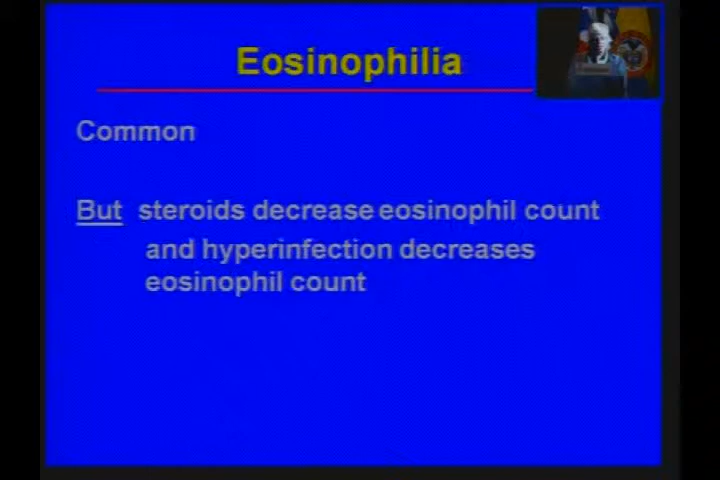 Eosinophilia
Common
But steroids decrease eosinophil count
and hyperinfection decreases
eosinophil count